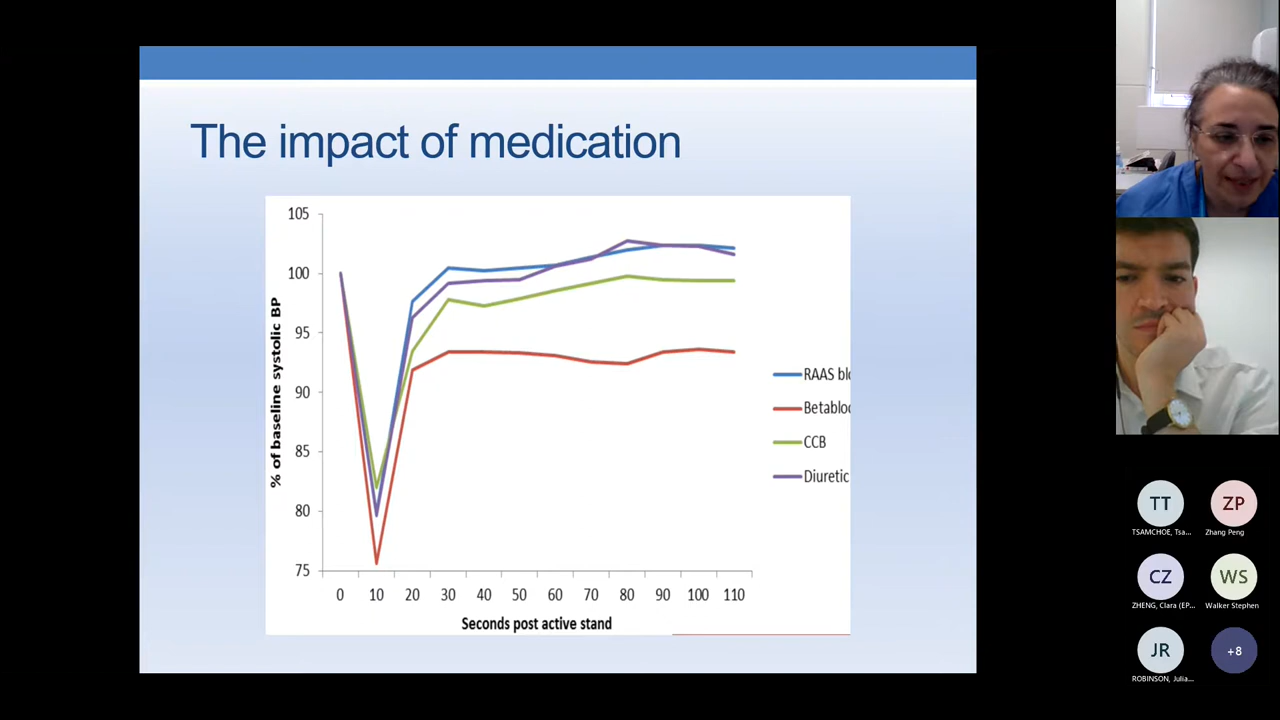 The impact of medication
105
100
95
90
85
80
75
% of baseline systolic BP
0 10 20 30 40 50 60 70 80 90 100 110
Seconds post active stand
RAAS blo
Betabloc
CCB
Diuretic
TT
ZP
TSAMCHOE, Tsa...
Zhang Peng
CZ
WS
ZHENG, Clara (EP...
Walker Stephen
JR
+8
ROBINSON, Julia...